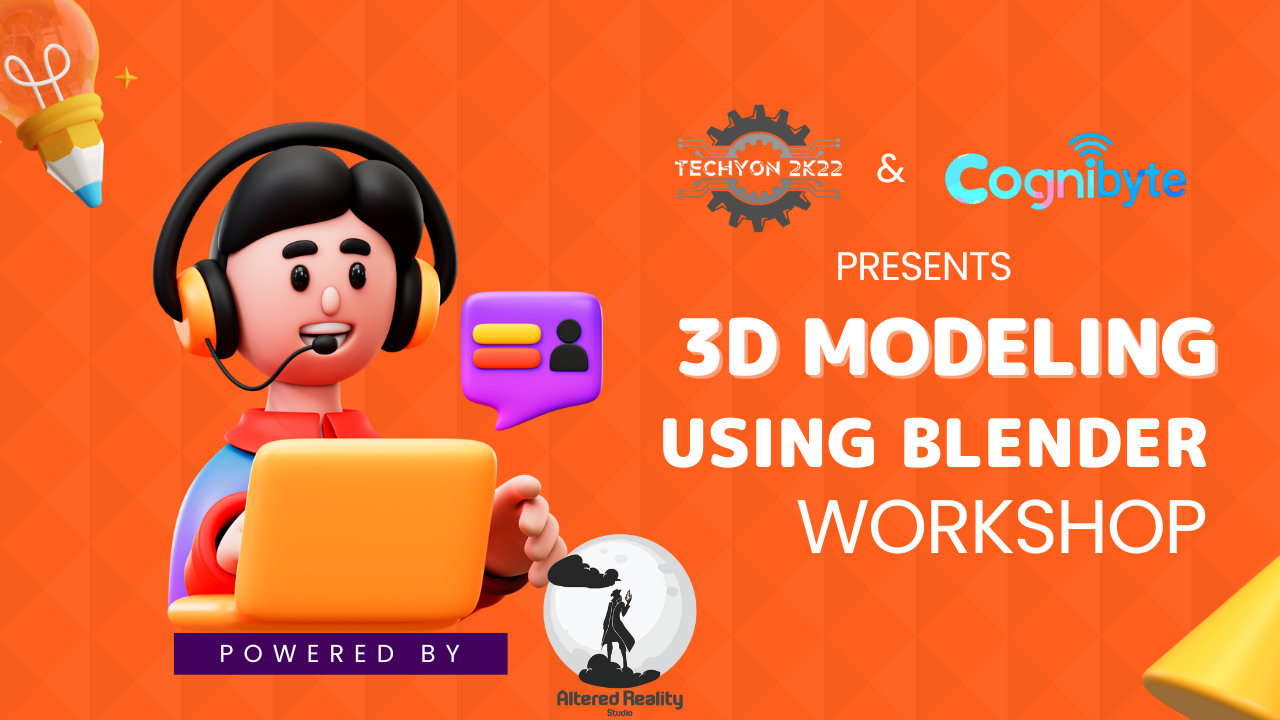 TECHYON 2K22 & Cognibyte
PRESENTS
3D MODELING
USING BLENDER
WORKSHOP
POWERED BY
Altered Reality
Studio